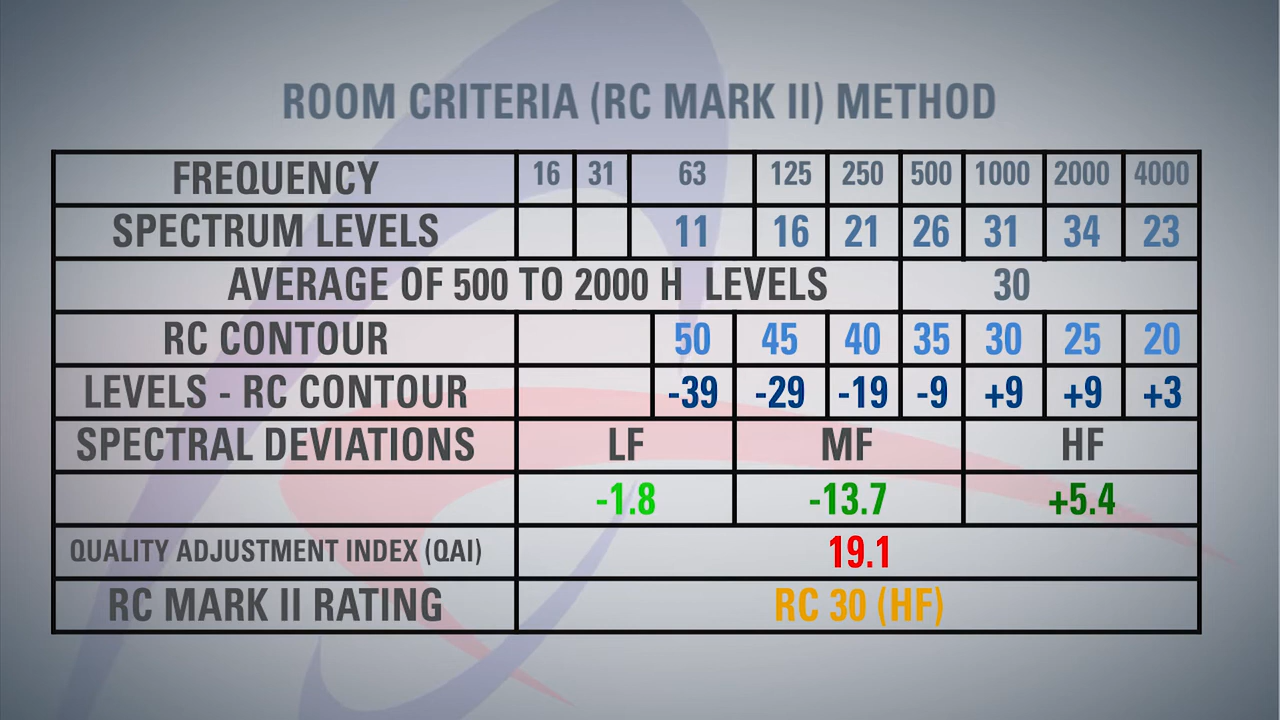 ROOM CRITERIA (RC MARK II) METHOD
FREQUENCY 16 31 63 125 250 500 1000 2000 4000
SPECTRUM LEVELS 11 16 21 26 31 34 23
AVERAGE OF 500 TO 2000 H LEVELS 30
RC CONTOUR 50 45 40 35 30 25 20
LEVELS - RC CONTOUR -39 -29 -19 -9 +9 +9 +3
SPECTRAL DEVIATIONS LF MF HF
-1.8 -13.7 +5.4
QUALITY ADJUSTMENT INDEX (QAI) 19.1
RC MARK II RATING RC 30 (HF)